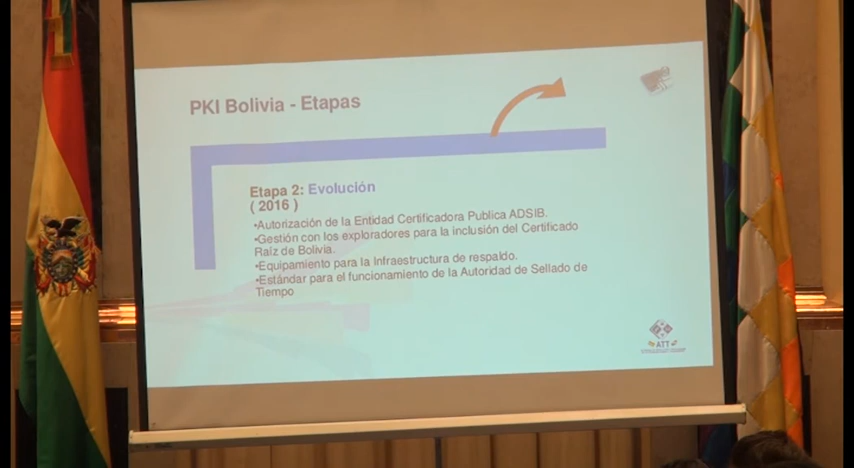 PKI Bolivia - Etapas
Etapa 2: Evolución
( 2016 )
•Autorización de la Entidad Certificadora Publica ADSIB.
•Gestión con los exploradores para la inclusión del Certificado
Raíz de Bolivia.
•Equipamiento para la Infraestructura de respaldo.
•Estándar para el funcionamiento de la Autoridad de Sellado de
Tiempo
ATT